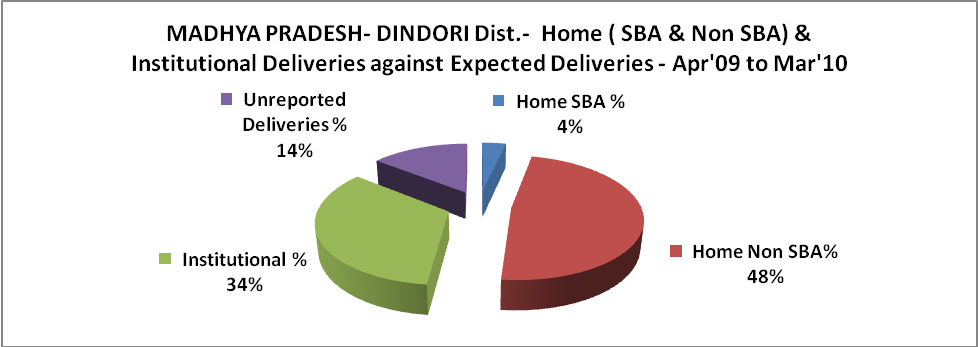 MADHYA PRADESH- DINDORI Dist.-  Home ( SBA & Non SBA) &
Institutional Deliveries against Expected Deliveries - Apr'09 to Mar'10
Unreported
Deliveries %
14%
Home SBA %
4%
Institutional %
34%
Home Non SBA%
48%